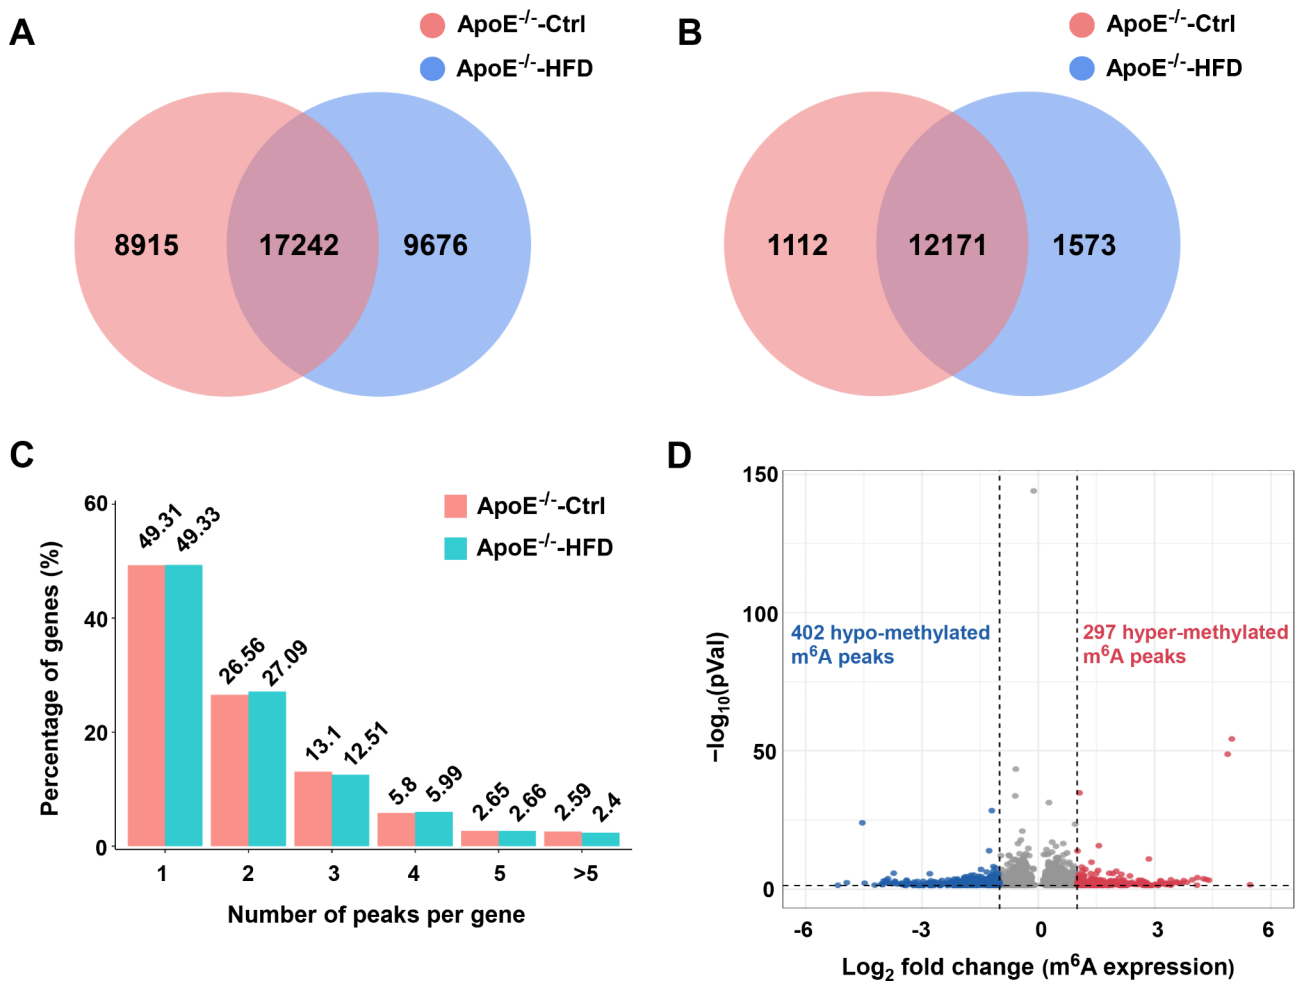 A
ApoE-/--Ctrl
ApoE-/--HFD
8915
17242
9676
B
ApoE-/--Ctrl
ApoE-/--HFD
1112
12171
1573
C
ApoE-/--Ctrl
ApoE-/--HFD
Percentage of genes (%)
60
40
20
0
49.31
49.33
26.56
27.09
13.1
12.51
5.8
5.99
2.65
2.66
2.59
2.4
1
2
3
4
5
>5
Number of peaks per gene
D
−log10(pVal)
150
100
50
0
402 hypo-methylated
m6A peaks
297 hyper-methylated
m6A peaks
-6
-3
0
3
6
Log2 fold change (m6A expression)